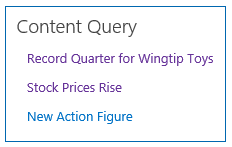 Content Query
Record Quarter for Wingtip Toys
Stock Prices Rise
New Action Figure